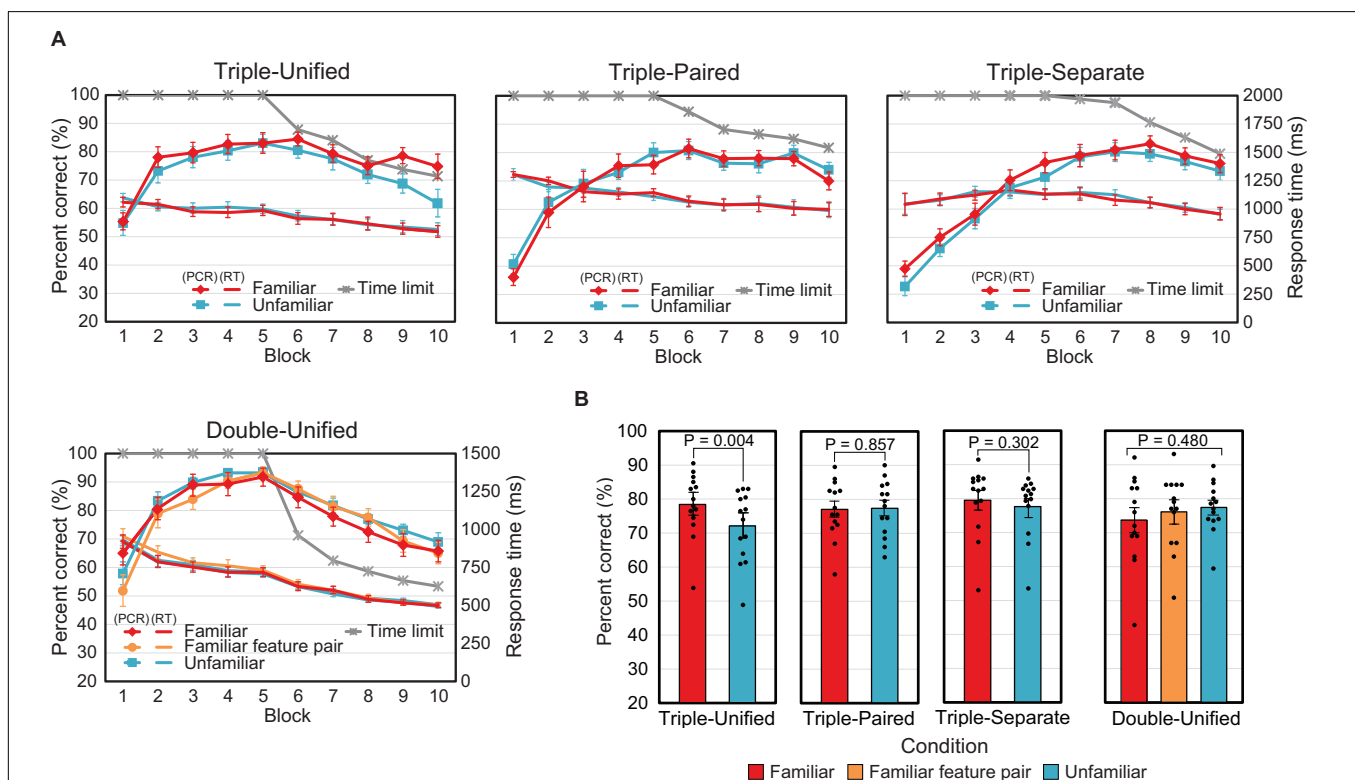 A
Triple-Unified
Triple-Paired
Triple-Separate
Percent correct (%)
100
90
80
70
60
50
40
30
20
(PCR) (RT)
Familiar
Unfamiliar
Time limit
1 2 3 4 5 6 7 8 9 10
Block
(PCR) (RT)
Familiar
Unfamiliar
Time limit
1 2 3 4 5 6 7 8 9 10
Block
(PCR) (RT)
Familiar
Unfamiliar
Time limit
1 2 3 4 5 6 7 8 9 10
Block
2000
1750
1500
1250
1000
750
500
250
0
Response time (ms)
Double-Unified
Percent correct (%)
100
90
80
70
60
50
40
30
20
(PCR) (RT)
Familiar
Familiar feature pair
Unfamiliar
Time limit
1 2 3 4 5 6 7 8 9 10
Block
1500
1250
1000
750
500
250
0
Response time (ms)
B
Percent correct (%)
100
90
80
70
60
50
40
30
20
P = 0.004
P = 0.857
P = 0.302
P = 0.480
Triple-Unified
Triple-Paired
Triple-Separate
Double-Unified
Condition
Familiar
Familiar feature pair
Unfamiliar